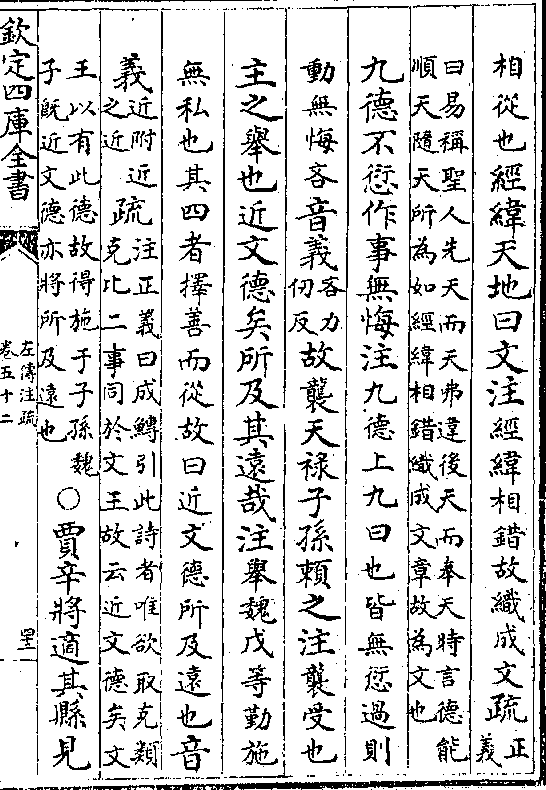 相從也經緯天地曰文注經緯相錯故織成文疏正義
曰易稱聖人先天而天弗違後天而奉天時言德能
順天隨天所為如經緯相錯織成文章故為文也
九德不愆作事無悔注九德上九曰也皆無愆過則
動無悔吝音義吝力刃反故襲天祿子孫賴之注襲受也
主之舉也近文德矣所及其遠哉注舉魏戊等勤施
無私也其四者擇善而從故曰近文德所及遠也音
義近附近之近疏注正義曰成鱄引此詩者唯欲取克類
克比二事同於文王故云近文德矣文
王以有此德故得施于子孫魏
子既近文德亦將所及遠也
○賈辛將適其縣見
欽定四庫全書
左傳注疏
卷五十二